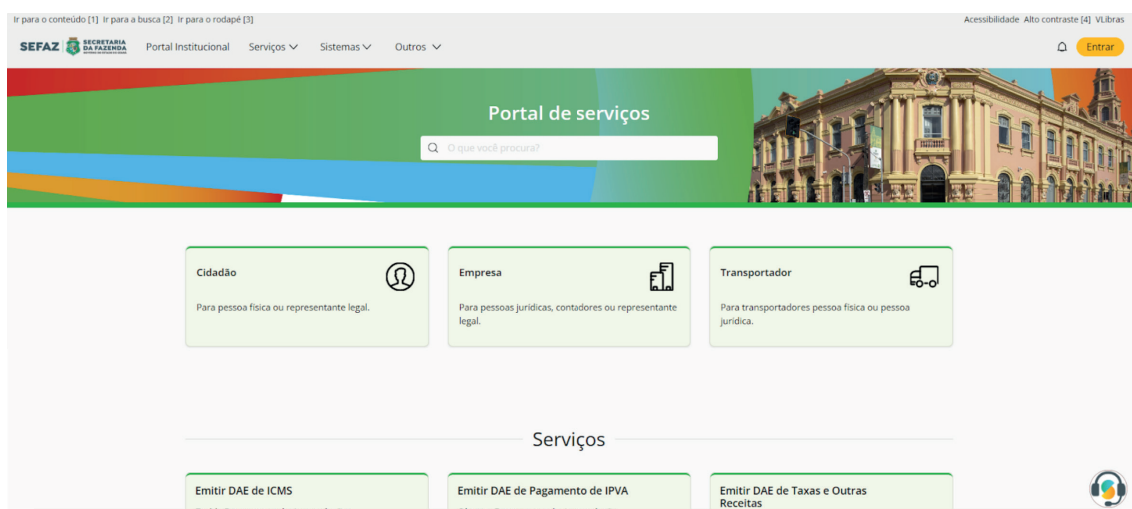 Ir para o conteúdo [1] Ir para a busca [2] Ir para o rodapé [3]
Acessibilidade Alto contraste [4] VLibras
SEFAZ SECRETARIA DA FAZENDA
Portal Institucional Serviços Sistemas Outros
Entrar
Portal de serviços
O que você procura?
Cidadão
Para pessoa física ou representante legal.
Empresa
Para pessoas jurídicas, contadores ou representante
legal.
Transportador
Para transportadores pessoa física ou pessoa
jurídica.
Serviços
Emitir DAE de ICMS
Emitir DAE de Pagamento de IPVA
Emitir DAE de Taxas e Outras
Receitas